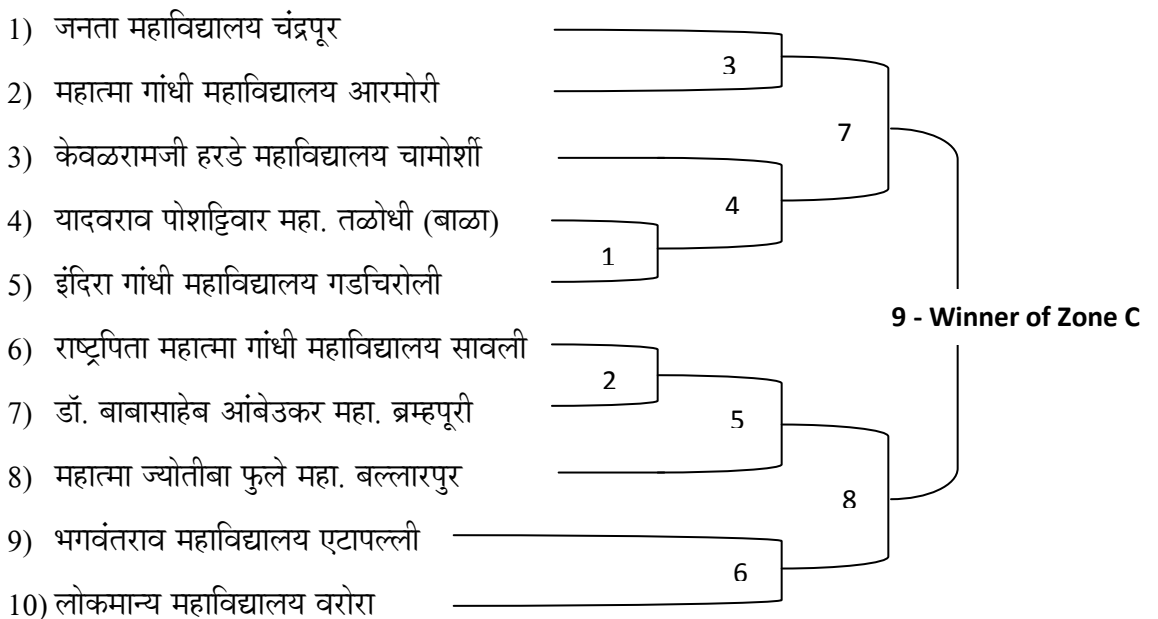 1) जनता महाविद्यालय चंद्रपूर
3
2) महात्मा गांधी महाविद्यालय आरमोरी
7
3) केवळरामजी हरडे महाविद्यालय चामोर्शी
4
4) यादवराव पोशट्टिवार महा. तळोधी (बाळा)
1
5) इंदिरा गांधी महाविद्यालय गडचिरोली
9 - Winner of Zone C
6) राष्ट्रपिता महात्मा गांधी महाविद्यालय सावली
2
7) डॉ. बाबासाहेब आंबेउकर महा. ब्रम्हपूरी
5
8) महात्मा ज्योतीबा फुले महा. बल्लारपुर
8
9) भगवंतराव महाविद्यालय एटापल्ली
6
10) लोकमान्य महाविद्यालय वरोरा